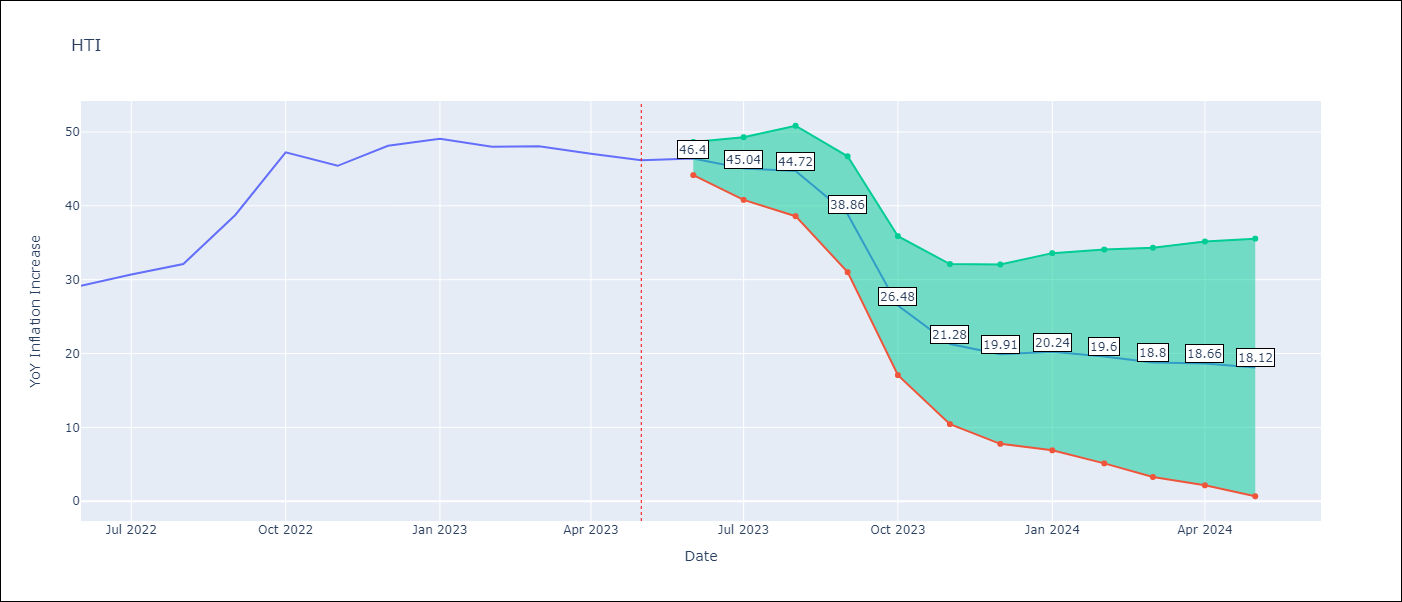 HTI
50
40
30
20
10
0
YoY Inflation Increase
46.4
45.04
44.72
38.86
26.48
21.28
19.91
20.24
19.6
18.8
18.66
18.12
Jul 2022
Oct 2022
Jan 2023
Apr 2023
Jul 2023
Oct 2023
Jan 2024
Apr 2024
Date